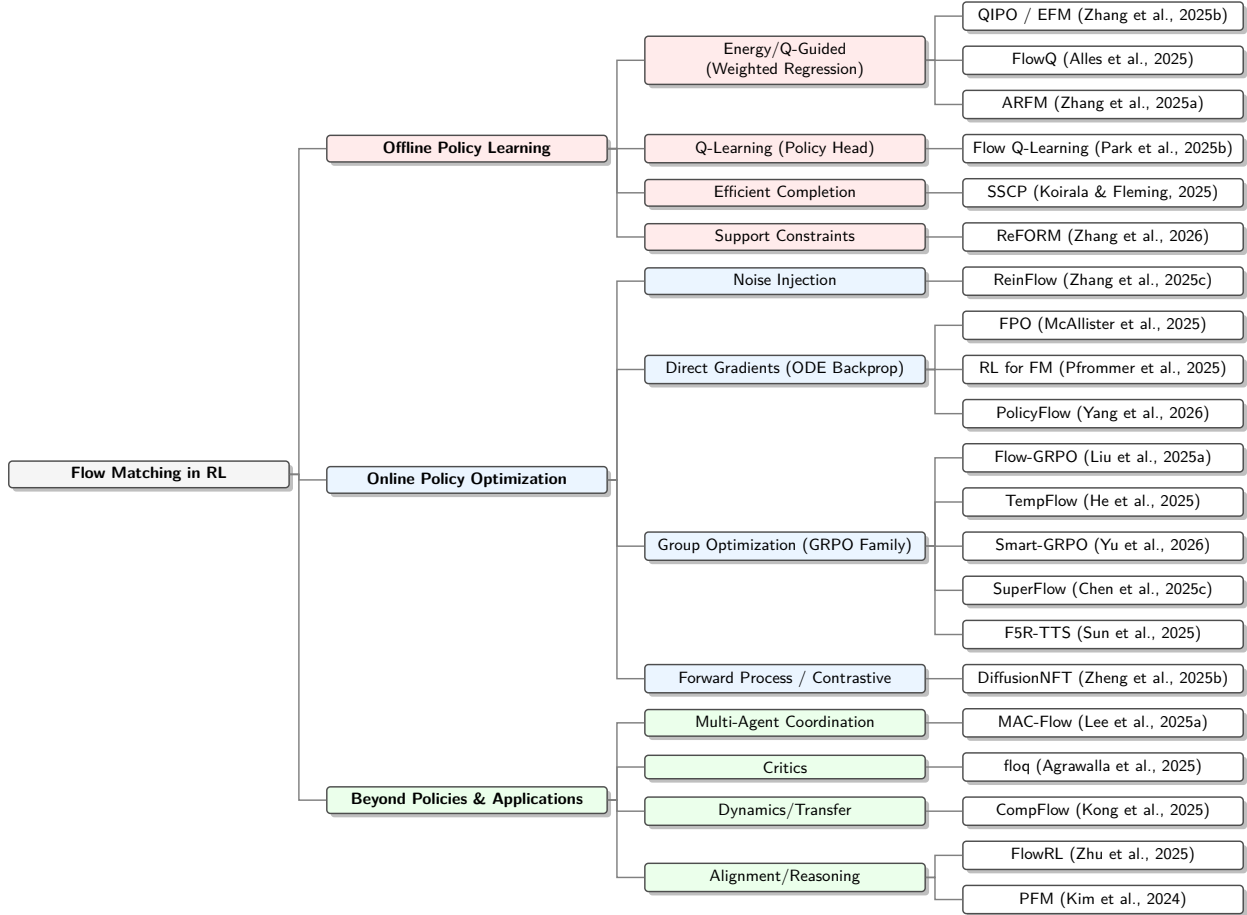 Flow Matching in RL
Offline Policy Learning
Energy/Q-Guided
(Weighted Regression)
QIPO / EFM (Zhang et al., 2025b)
FlowQ (Alles et al., 2025)
ARFM (Zhang et al., 2025a)
Q-Learning (Policy Head)
Flow Q-Learning (Park et al., 2025b)
Efficient Completion
SSCP (Koirala & Fleming, 2025)
Support Constraints
ReFORM (Zhang et al., 2026)
Online Policy Optimization
Noise Injection
ReinFlow (Zhang et al., 2025c)
Direct Gradients (ODE Backprop)
FPO (McAllister et al., 2025)
RL for FM (Pfrommer et al., 2025)
PolicyFlow (Yang et al., 2026)
Group Optimization (GRPO Family)
Flow-GRPO (Liu et al., 2025a)
TempFlow (He et al., 2025)
Smart-GRPO (Yu et al., 2026)
SuperFlow (Chen et al., 2025c)
F5R-TTS (Sun et al., 2025)
Forward Process / Contrastive
DiffusionNFT (Zheng et al., 2025b)
Beyond Policies & Applications
Multi-Agent Coordination
MAC-Flow (Lee et al., 2025a)
Critics
floq (Agrawalla et al., 2025)
Dynamics/Transfer
CompFlow (Kong et al., 2025)
Alignment/Reasoning
FlowRL (Zhu et al., 2025)
PFM (Kim et al., 2024)